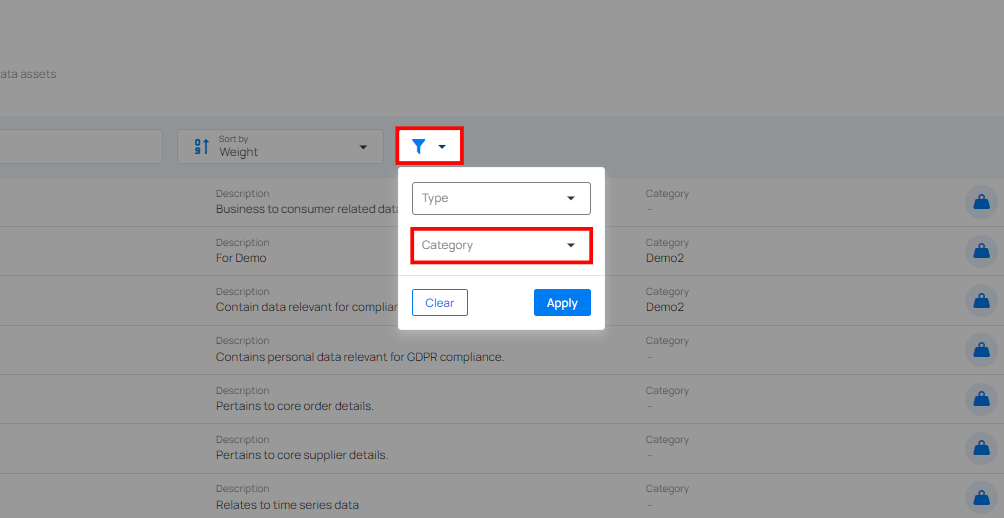 ata assets
Sort by
Weight
Type
Category
Clear
Apply
Description
Business to consumer related data
Category
--
Description
For Demo
Category
Demo2
Description
Contain data relevant for complian
Category
Demo2
Description
Contains personal data relevant for GDPR compliance.
Category
--
Description
Pertains to core order details.
Category
--
Description
Pertains to core supplier details.
Category
--
Description
Relates to time series data
Category
--